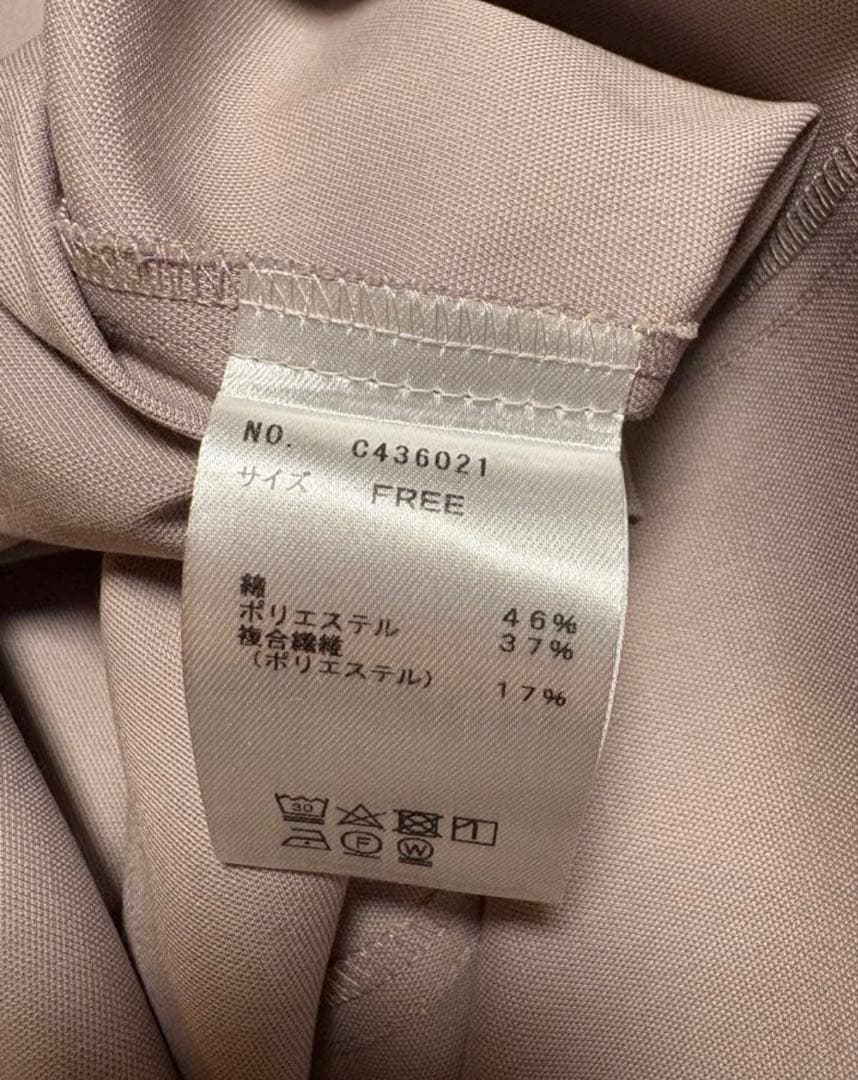 NO. C436021
サイズ FREE
綿 46%
ポリエステル 37%
複合繊維
(ポリエステル) 17%
30
F W